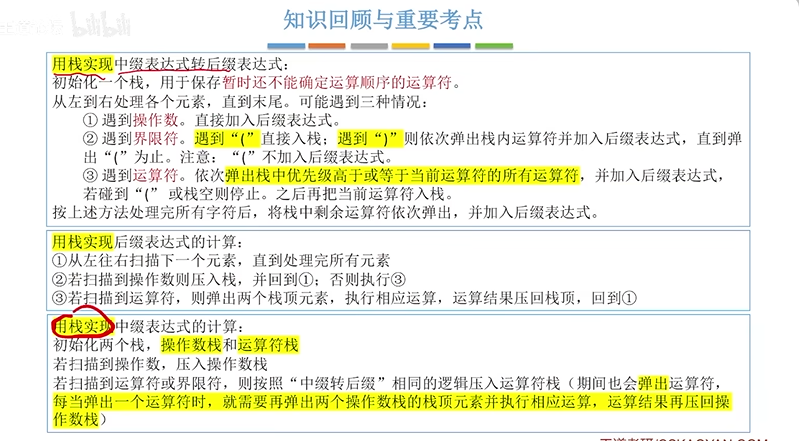 bilibili
知识回顾与重要考点
用栈实现中缀表达式转后缀表达式:
初始化一个栈，用于保存暂时还不能确定运算顺序的运算符。
从左到右处理各个元素，直到末尾。可能遇到三种情况：
① 遇到操作数。直接加入后缀表达式。
② 遇到界限符。遇到“(”直接入栈；遇到“)”则依次弹出栈内运算符并加入后缀表达式，直到弹
出“(”为止。注意：“(”不加入后缀表达式。
③ 遇到运算符。依次弹出栈中优先级高于或等于当前运算符的所有运算符，并加入后缀表达式，
若碰到“(” 或栈空则停止。之后再把当前运算符入栈。
按上述方法处理完所有字符后，将栈中剩余运算符依次弹出，并加入后缀表达式。
用栈实现后缀表达式的计算:
①从左往右扫描下一个元素，直到处理完所有元素
②若扫描到操作数则压入栈，并回到①；否则执行③
③若扫描到运算符，则弹出两个栈顶元素，执行相应运算，运算结果压回栈顶，回到①
用栈实现中缀表达式的计算:
初始化两个栈，操作数栈和运算符栈
若扫描到操作数，压入操作数栈
若扫描到运算符或界限符，则按照“中缀转后缀”相同的逻辑压入运算符栈（期间也会弹出运算符，
每当弹出一个运算符时，就需要再弹出两个操作数栈的栈顶元素并执行相应运算，运算结果再压回操
作数栈）